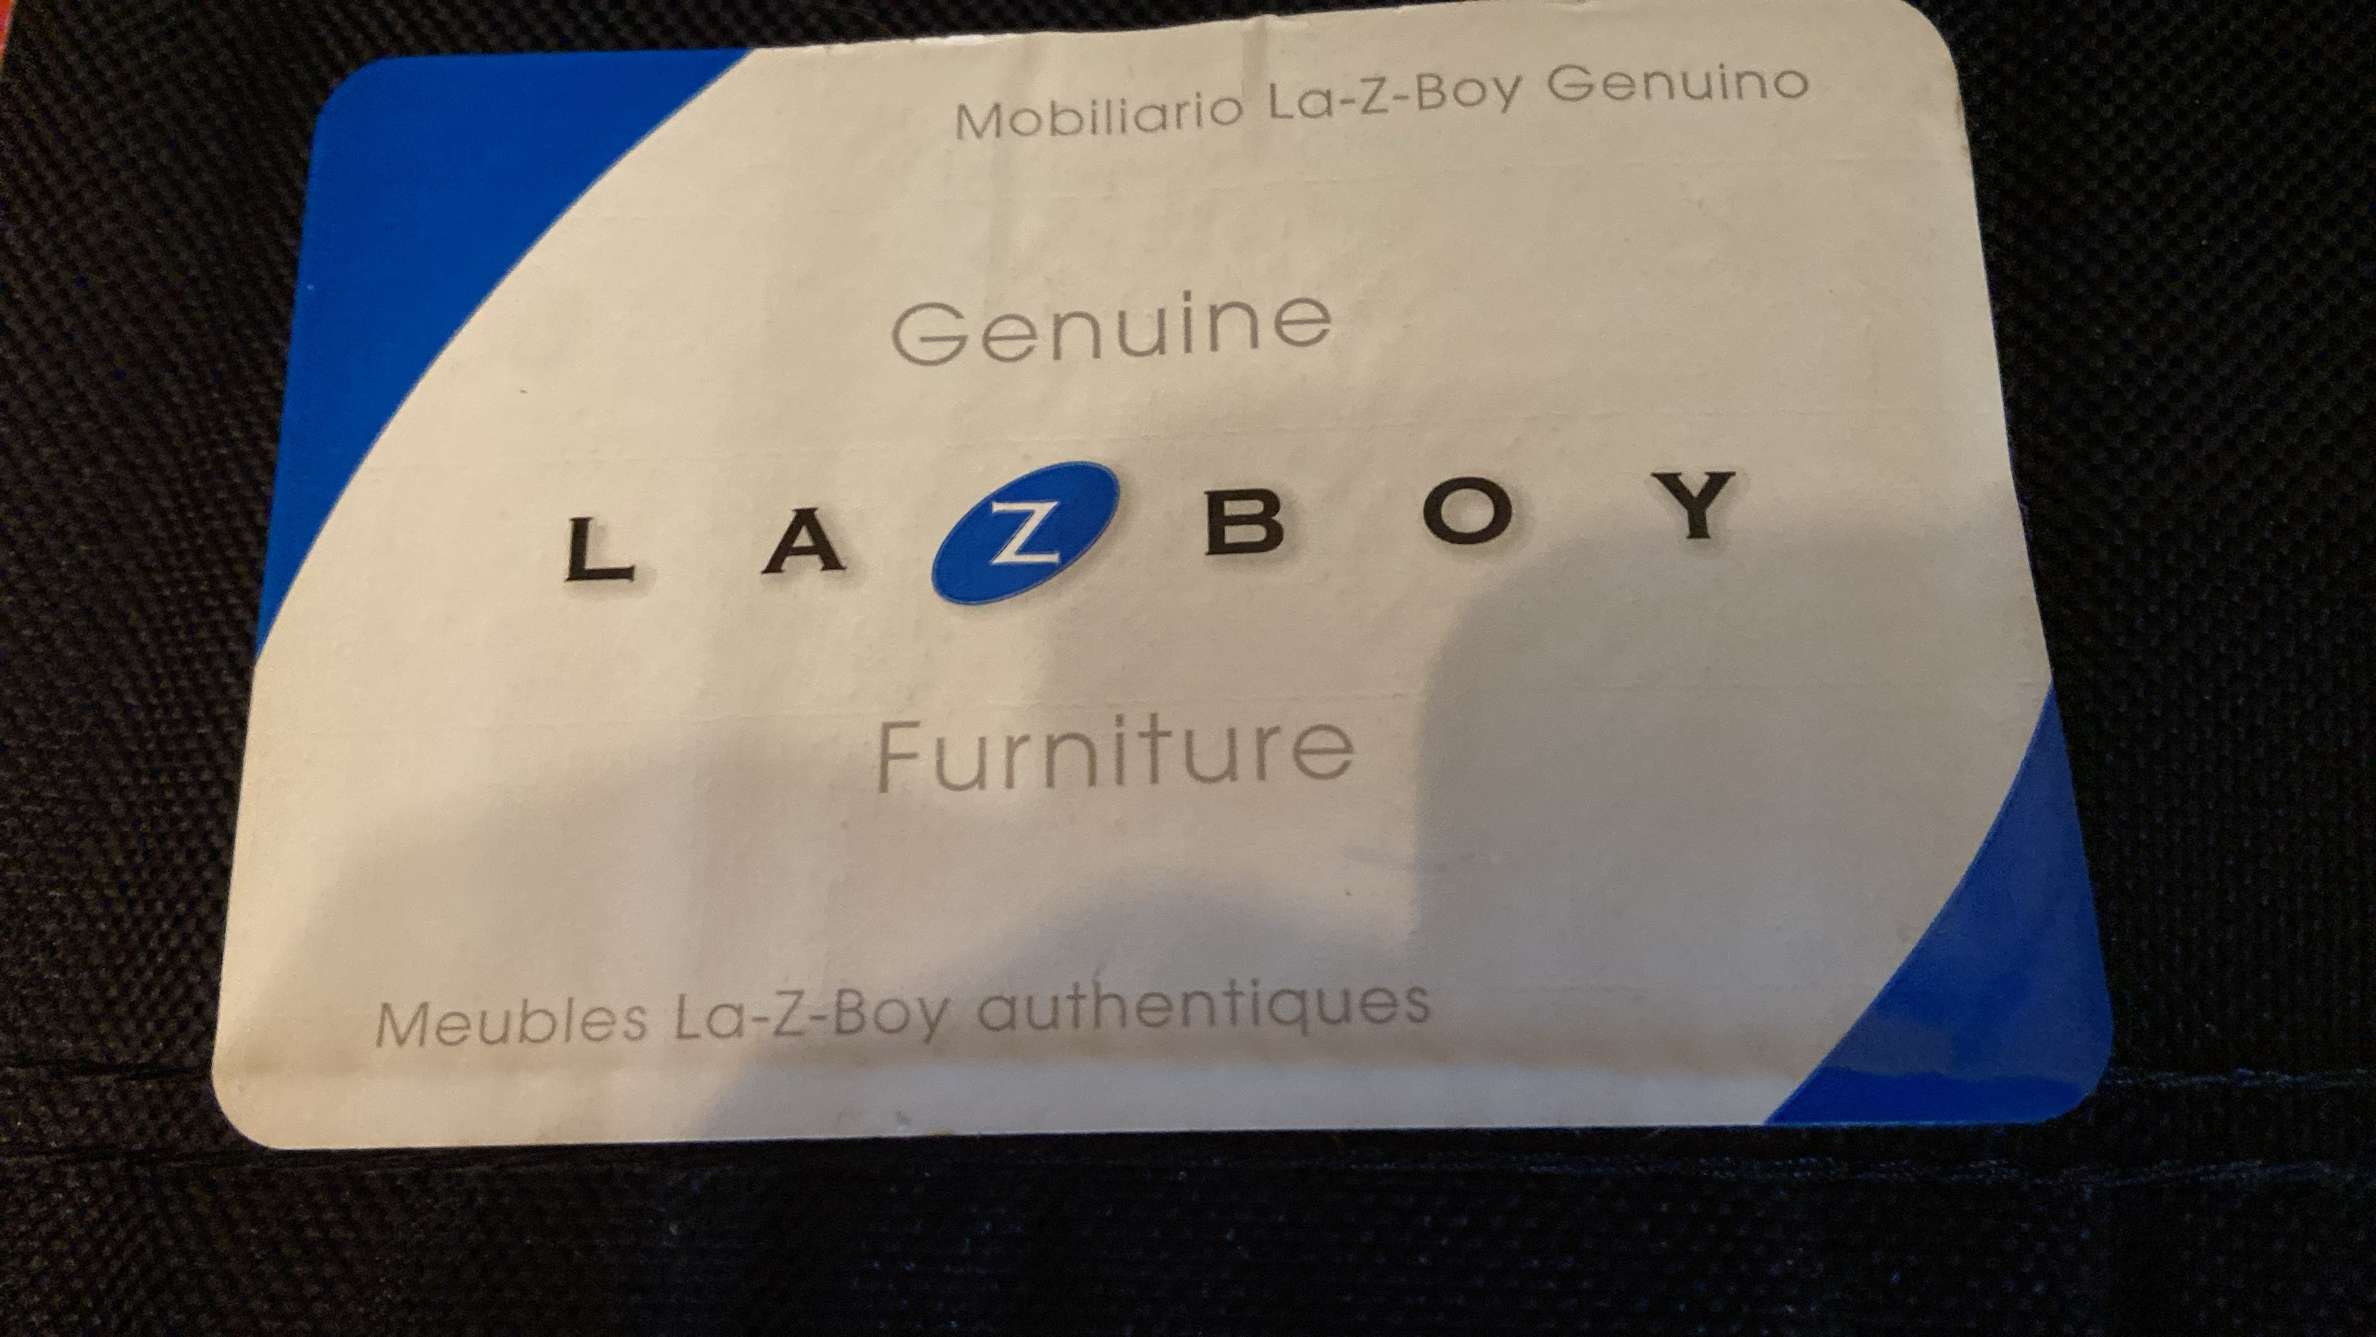 Mobiliario La-Z-Boy Genuino
Genuine
LAZBOY
Furniture
Meubles La-Z-Boy authentiques